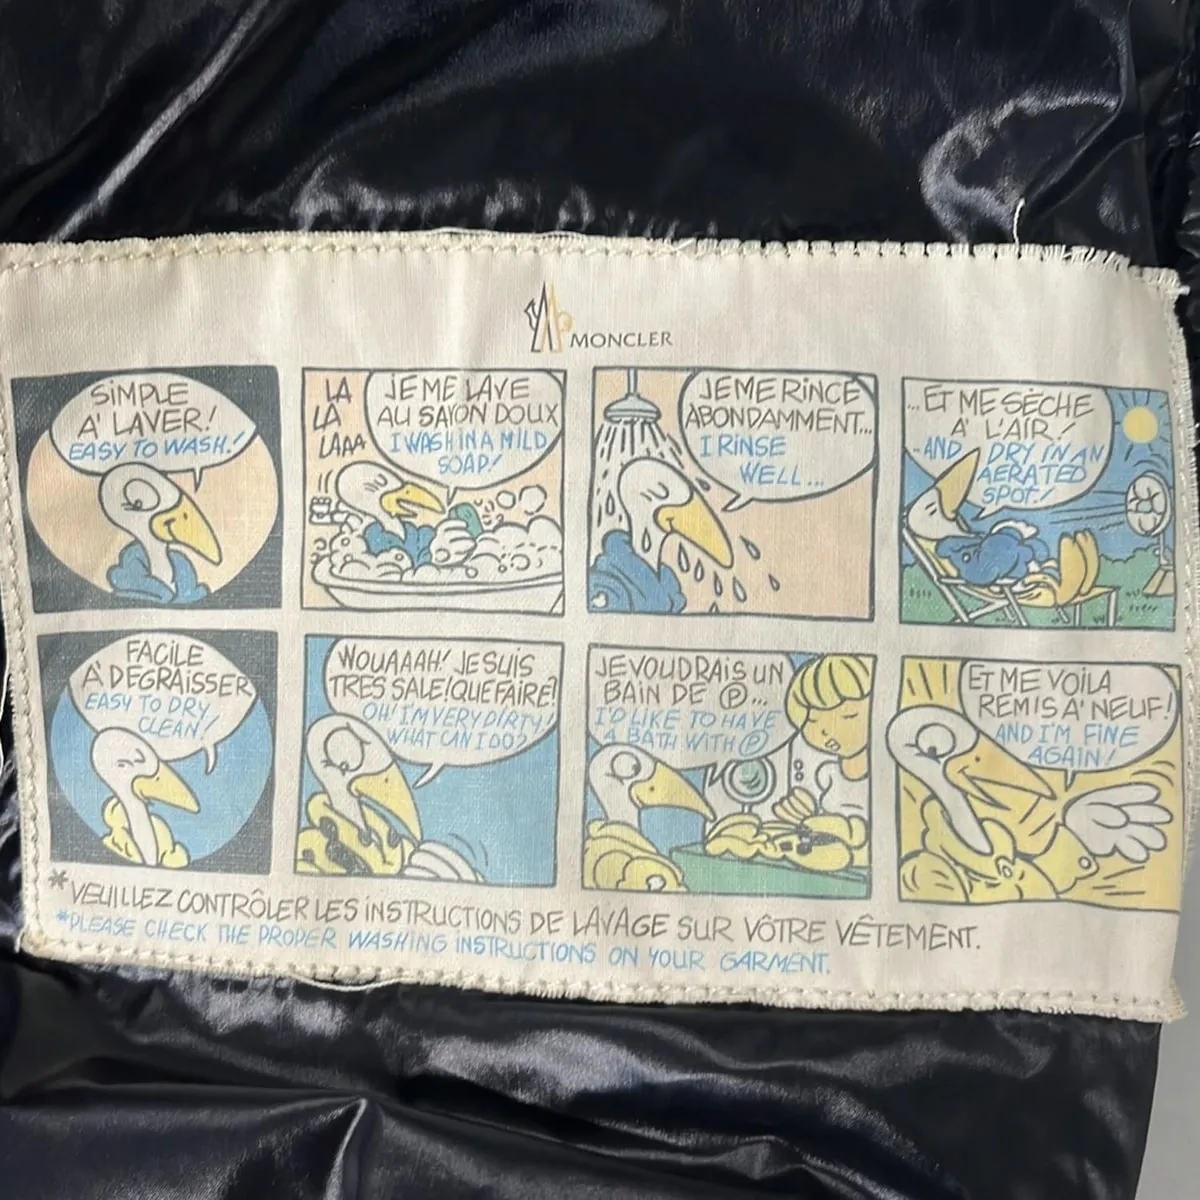 MONCLER
SiMPLE
A' LAVER!
EASY TO WASH!
LA
LA
LAAA
JE ME LAVE
AU SAVON DOUX
I WASH IN A MILD
SOAP!
JE ME RiNCE
ABONDAMMENT...
I RiNSE
WELL...
...ET ME SÈCHE
A' L'AIR!
-AND DRY IN AN
AERATED
SPOT!
FACiLE
A' DEGRAiSSER
EASY TO DRY
CLEAN!
WOUAAAH! JE SUIS
TRES SALE! QUE FAIRE?
OH! I'M VERY DIRTY!
WHAT CAN I DO?
JE VOUDRAIS UN
BAIN DE Ⓟ...
I'D LIKE TO HAVE
A BATH WITH Ⓟ
ET ME VOiLA
REMIS A' NEUF!
AND I'M FINE
AGAIN!
*VEUILLEZ CONTRÔLER LES iNSTRUCTIONS DE LAVAGE SUR VÔTRE VÊTEMENT.
*PLEASE CHECK THE PROPER WASHING INSTRUCTIONS ON YOUR GARMENT.